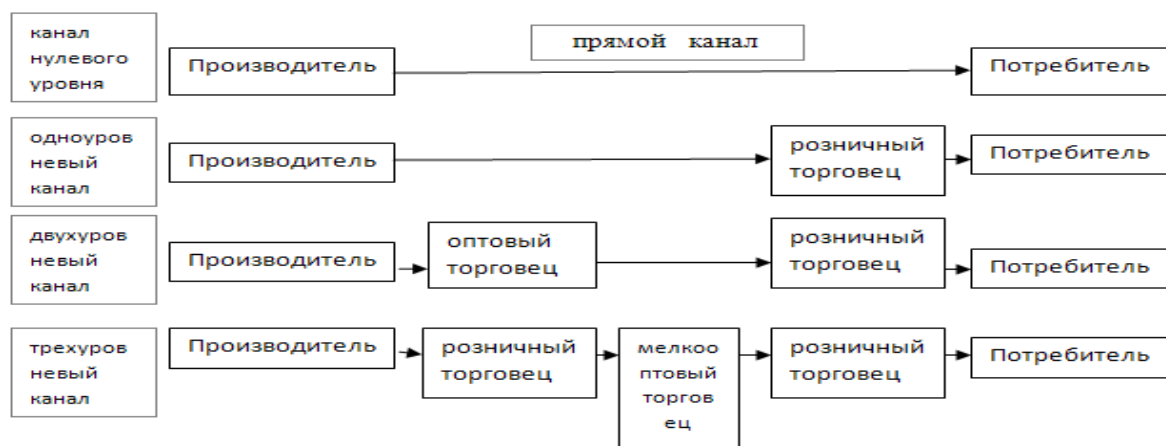 канал
нулевого
уровня
Производитель
прямой канал
Потребитель
одноуров
невый
канал
Производитель
розничный
торговец
Потребитель
двухуров
невый
канал
Производитель
оптовый
торговец
розничный
торговец
Потребитель
трехуров
невый
канал
Производитель
розничный
торговец
мелкоо
птовый
торгов
ец
розничный
торговец
Потребитель